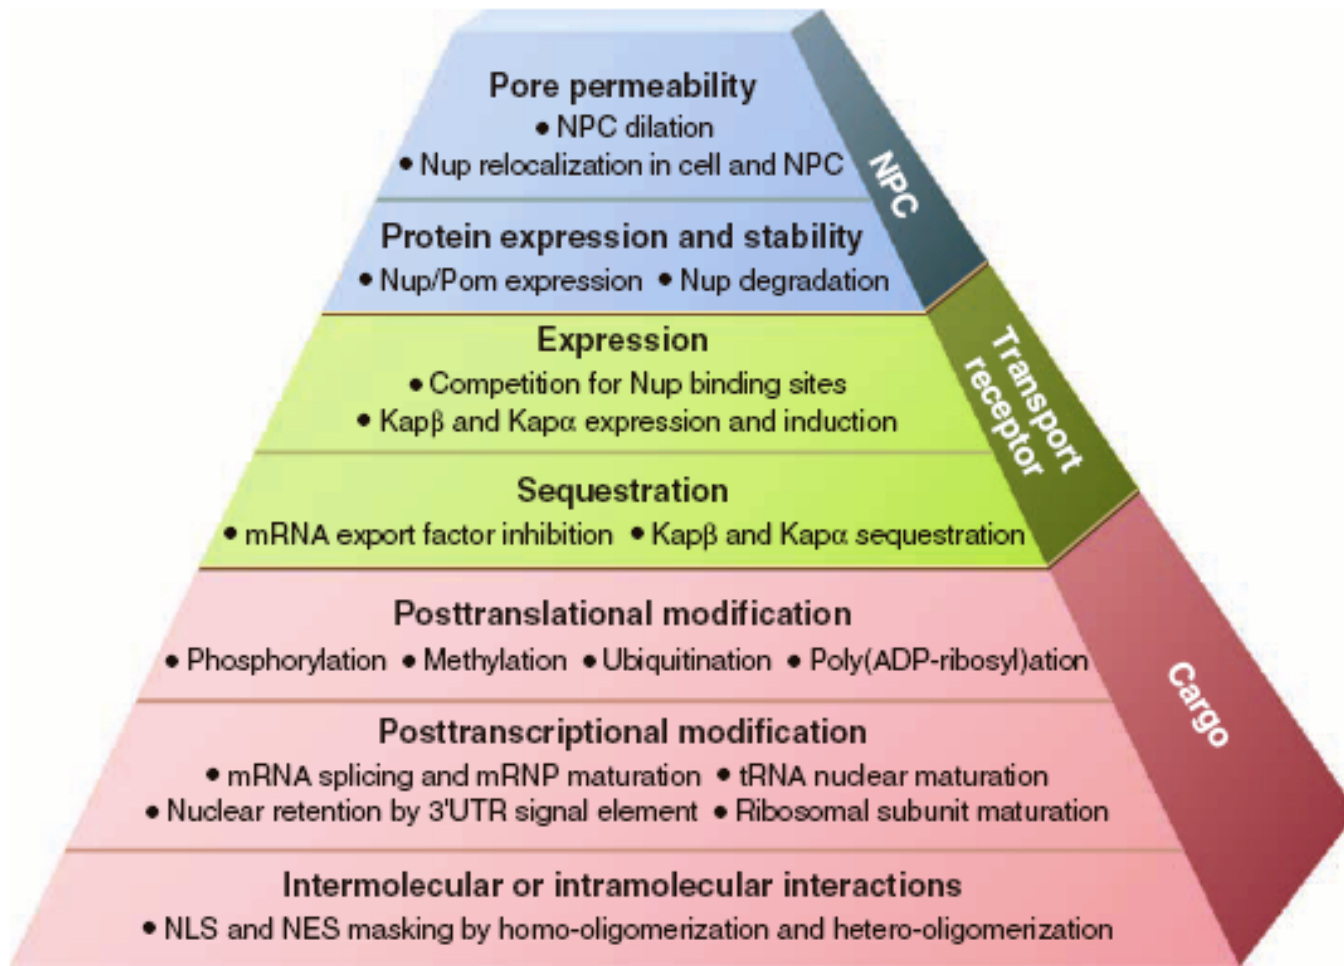 Pore permeability
• NPC dilation
• Nup relocalization in cell and NPC
NPC
Protein expression and stability
• Nup/Pom expression • Nup degradation
Expression
• Competition for Nup binding sites
• Kapβ and Kapα expression and induction
Transport
receptor
Sequestration
• mRNA export factor inhibition • Kapβ and Kapα sequestration
Posttranslational modification
• Phosphorylation • Methylation • Ubiquitination • Poly(ADP-ribosyl)ation
Cargo
Posttranscriptional modification
• mRNA splicing and mRNP maturation • tRNA nuclear maturation
• Nuclear retention by 3'UTR signal element • Ribosomal subunit maturation
Intermolecular or intramolecular interactions
• NLS and NES masking by homo-oligomerization and hetero-oligomerization